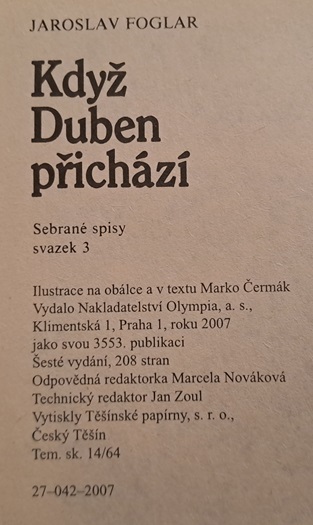 JAROSLAV FOGLAR
Když
Duben
přichází
Sebrané spisy
svazek 3
Ilustrace na obálce a v textu Marko Čermák
Vydalo Nakladatelství Olympia, a. s.,
Klimentská 1, Praha 1, roku 2007
jako svou 3553. publikaci
Šesté vydání, 208 stran
Odpovědná redaktorka Marcela Nováková
Technický redaktor Jan Zoul
Vytiskly Těšínské papírny, s. r. o.,
Český Těšín
Tem. sk. 14/64
27–042–2007